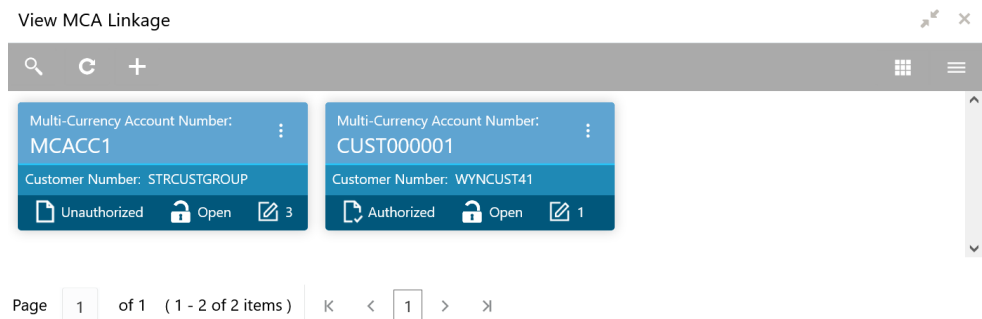 View MCA Linkage
Multi-Currency Account Number:
MCACC1
Customer Number: STRCUSTGROUP
Unauthorized Open 3
Multi-Currency Account Number:
CUST000001
Customer Number: WYNCUST41
Authorized Open 1
Page 1 of 1 ( 1 - 2 of 2 items ) 1